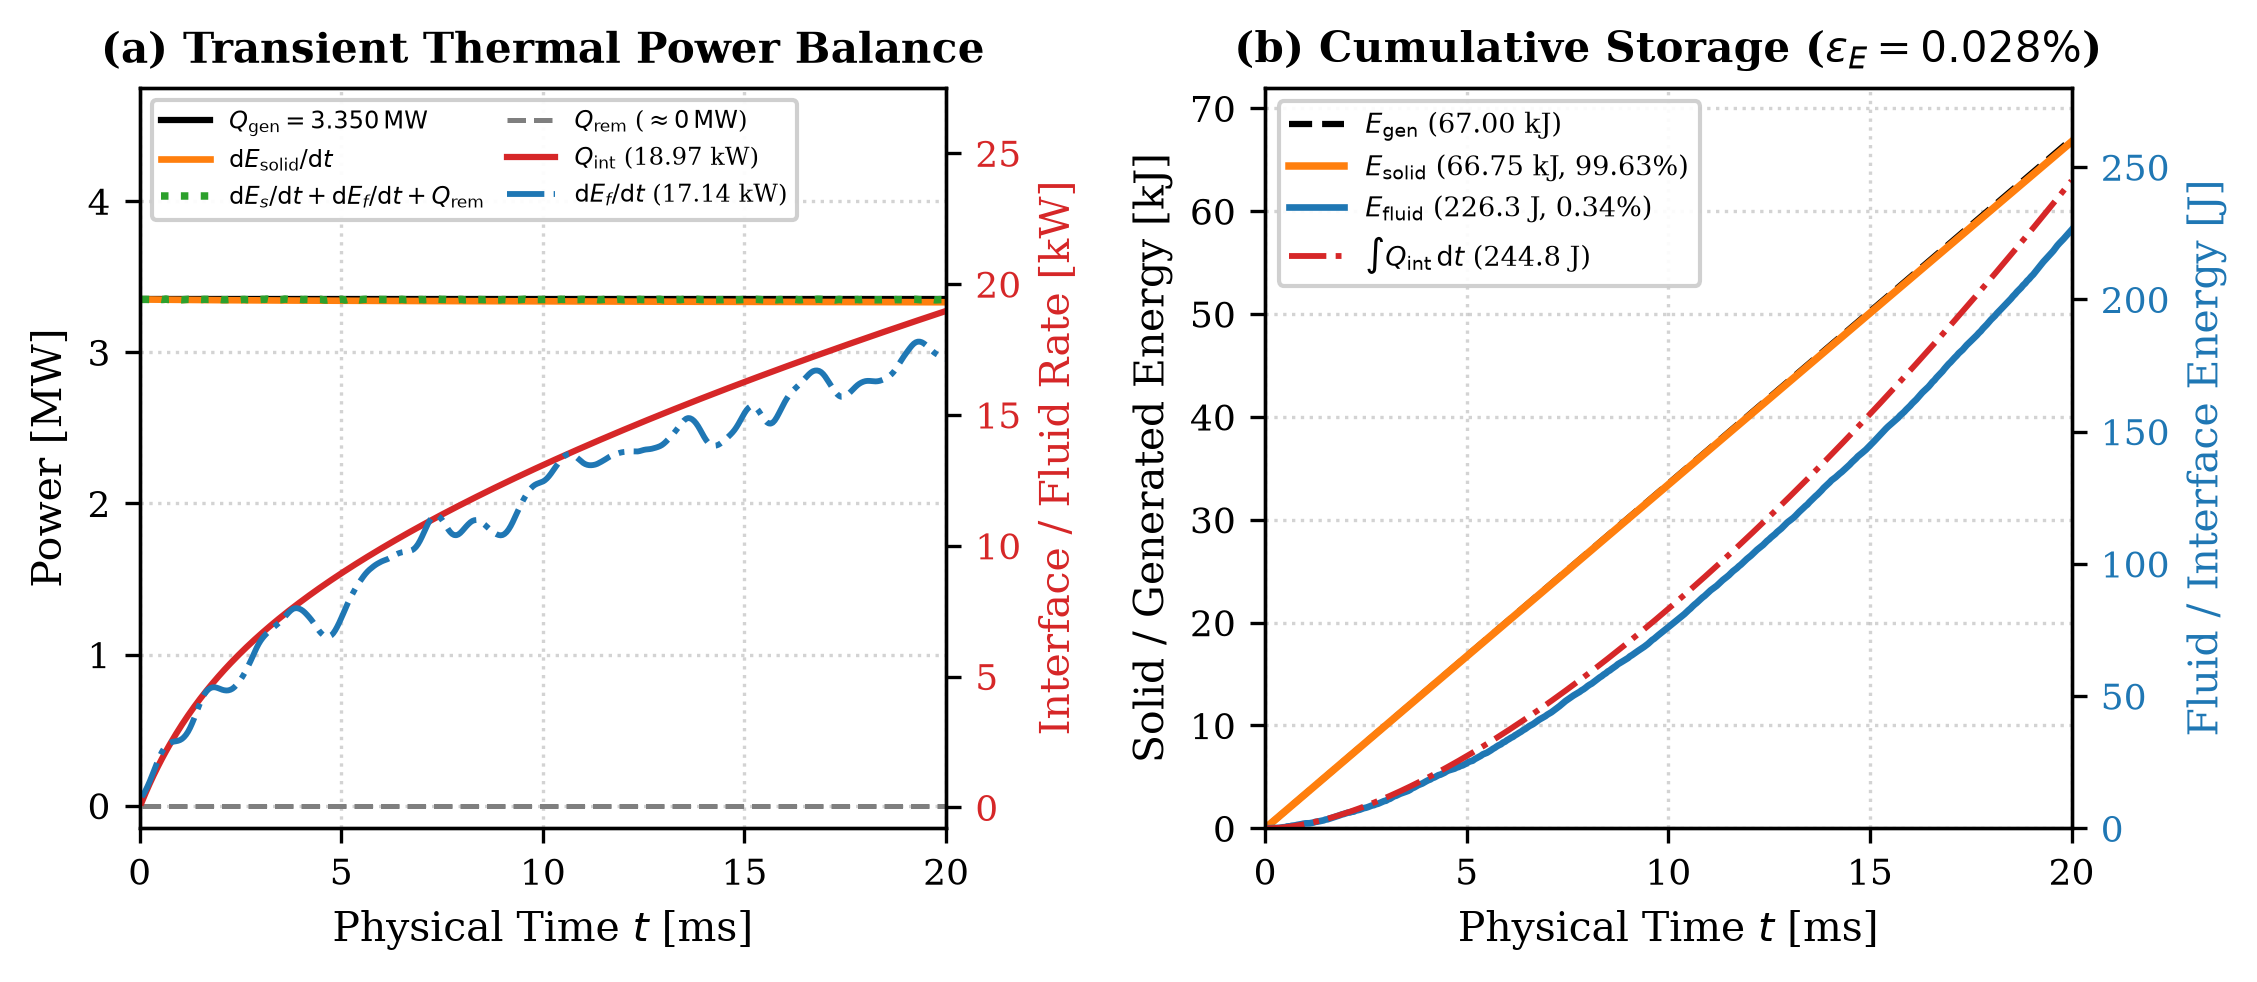 (a) Transient Thermal Power Balance
Q_gen = 3.350 MW
dE_solid/dt
dE_s/dt + dE_f/dt + Q_rem
Q_rem (≈0 MW)
Q_int (18.97 kW)
dE_f/dt (17.14 kW)
Power [MW]
4
3
2
1
0
0 5 10 15 20
Physical Time t [ms]
25
20
15
10
5
0
Interface / Fluid Rate [kW]
(b) Cumulative Storage (ε_E = 0.028%)
E_gen (67.00 kJ)
E_solid (66.75 kJ, 99.63%)
E_fluid (226.3 J, 0.34%)
∫Q_int dt (244.8 J)
Solid / Generated Energy [kJ]
70
60
50
40
30
20
10
0
0 5 10 15 20
Physical Time t [ms]
250
200
150
100
50
0
Fluid / Interface Energy [J]